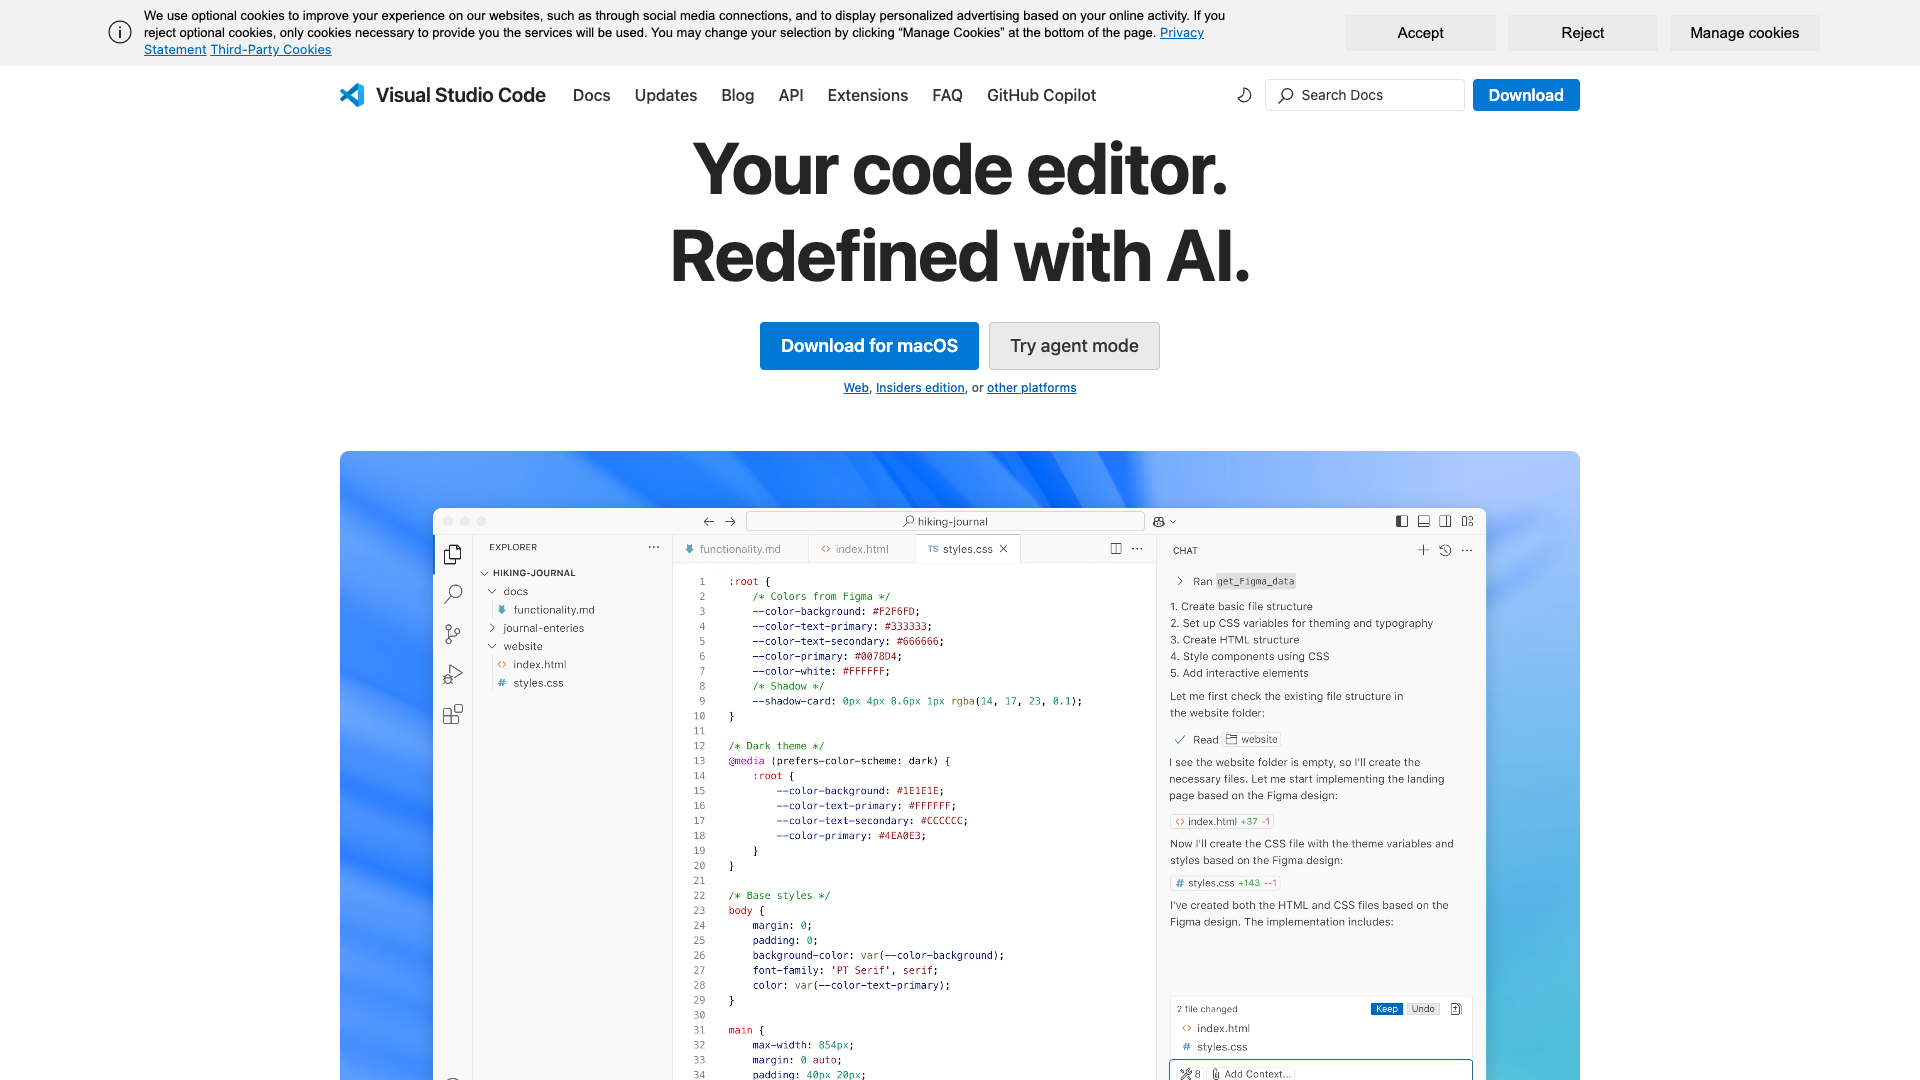 We use optional cookies to improve your experience on our websites, such as through social media connections, and to display personalized advertising based on your online activity. If you
reject optional cookies, only cookies necessary to provide you the services will be used. You may change your selection by clicking “Manage Cookies” at the bottom of the page. Privacy
Statement Third-Party Cookies
Accept
Reject
Manage cookies
Visual Studio Code
Docs
Updates
Blog
API
Extensions
FAQ
GitHub Copilot
Search Docs
Download
Your code editor.
Redefined with AI.
Download for macOS
Try agent mode
Web, Insiders edition, or other platforms
hiking-journal
EXPLORER
HIKING-JOURNAL
docs
functionality.md
journal-enteries
website
index.html
styles.css
functionality.md
index.html
TS styles.css
1 :root {
2 /* Colors from Figma */
3 --color-background: #F2F6FD;
4 --color-text-primary: #333333;
5 --color-text-secondary: #666666;
6 --color-primary: #0078D4;
7 --color-white: #FFFFFF;
8 /* Shadow */
9 --shadow-card: 0px 4px 8.6px 1px rgba(14, 17, 23, 0.1);
10 }
11
12 /* Dark theme */
13 @media (prefers-color-scheme: dark) {
14 :root {
15 --color-background: #1E1E1E;
16 --color-text-primary: #FFFFFF;
17 --color-text-secondary: #CCCCCC;
18 --color-primary: #4EA0E3;
19 }
20 }
21
22 /* Base styles */
23 body {
24 margin: 0;
25 padding: 0;
26 background-color: var(--color-background);
27 font-family: 'PT Serif', serif;
28 color: var(--color-text-primary);
29 }
30
31 main {
32 max-width: 854px;
33 margin: 0 auto;
34 padding: 40px 20px;
CHAT
Ran get_Figma_data
1. Create basic file structure
2. Set up CSS variables for theming and typography
3. Create HTML structure
4. Style components using CSS
5. Add interactive elements
Let me first check the existing file structure in
the website folder:
Read website
I see the website folder is empty, so I'll create the
necessary files. Let me start implementing the landing
page based on the Figma design:
index.html +37 -1
Now I'll create the CSS file with the theme variables and
styles based on the Figma design:
# styles.css +143 --1
I've created both the HTML and CSS files based on the
Figma design. The implementation includes:
2 file changed
Keep
Undo
index.html
# styles.css
8
Add Context...